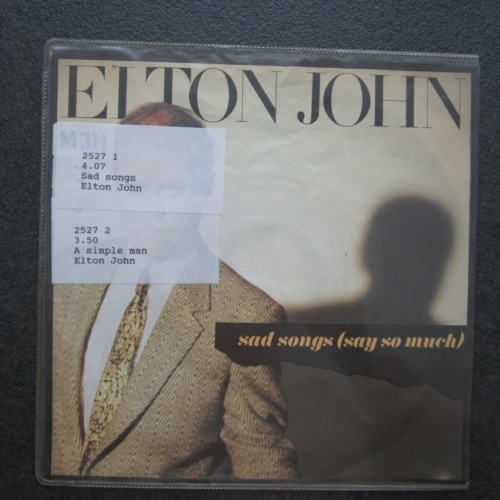 ELTON JOHN
2527 1
4.07
Sad songs
Elton John
2527 2
3.50
A simple man
Elton John
sad songs (say so much)